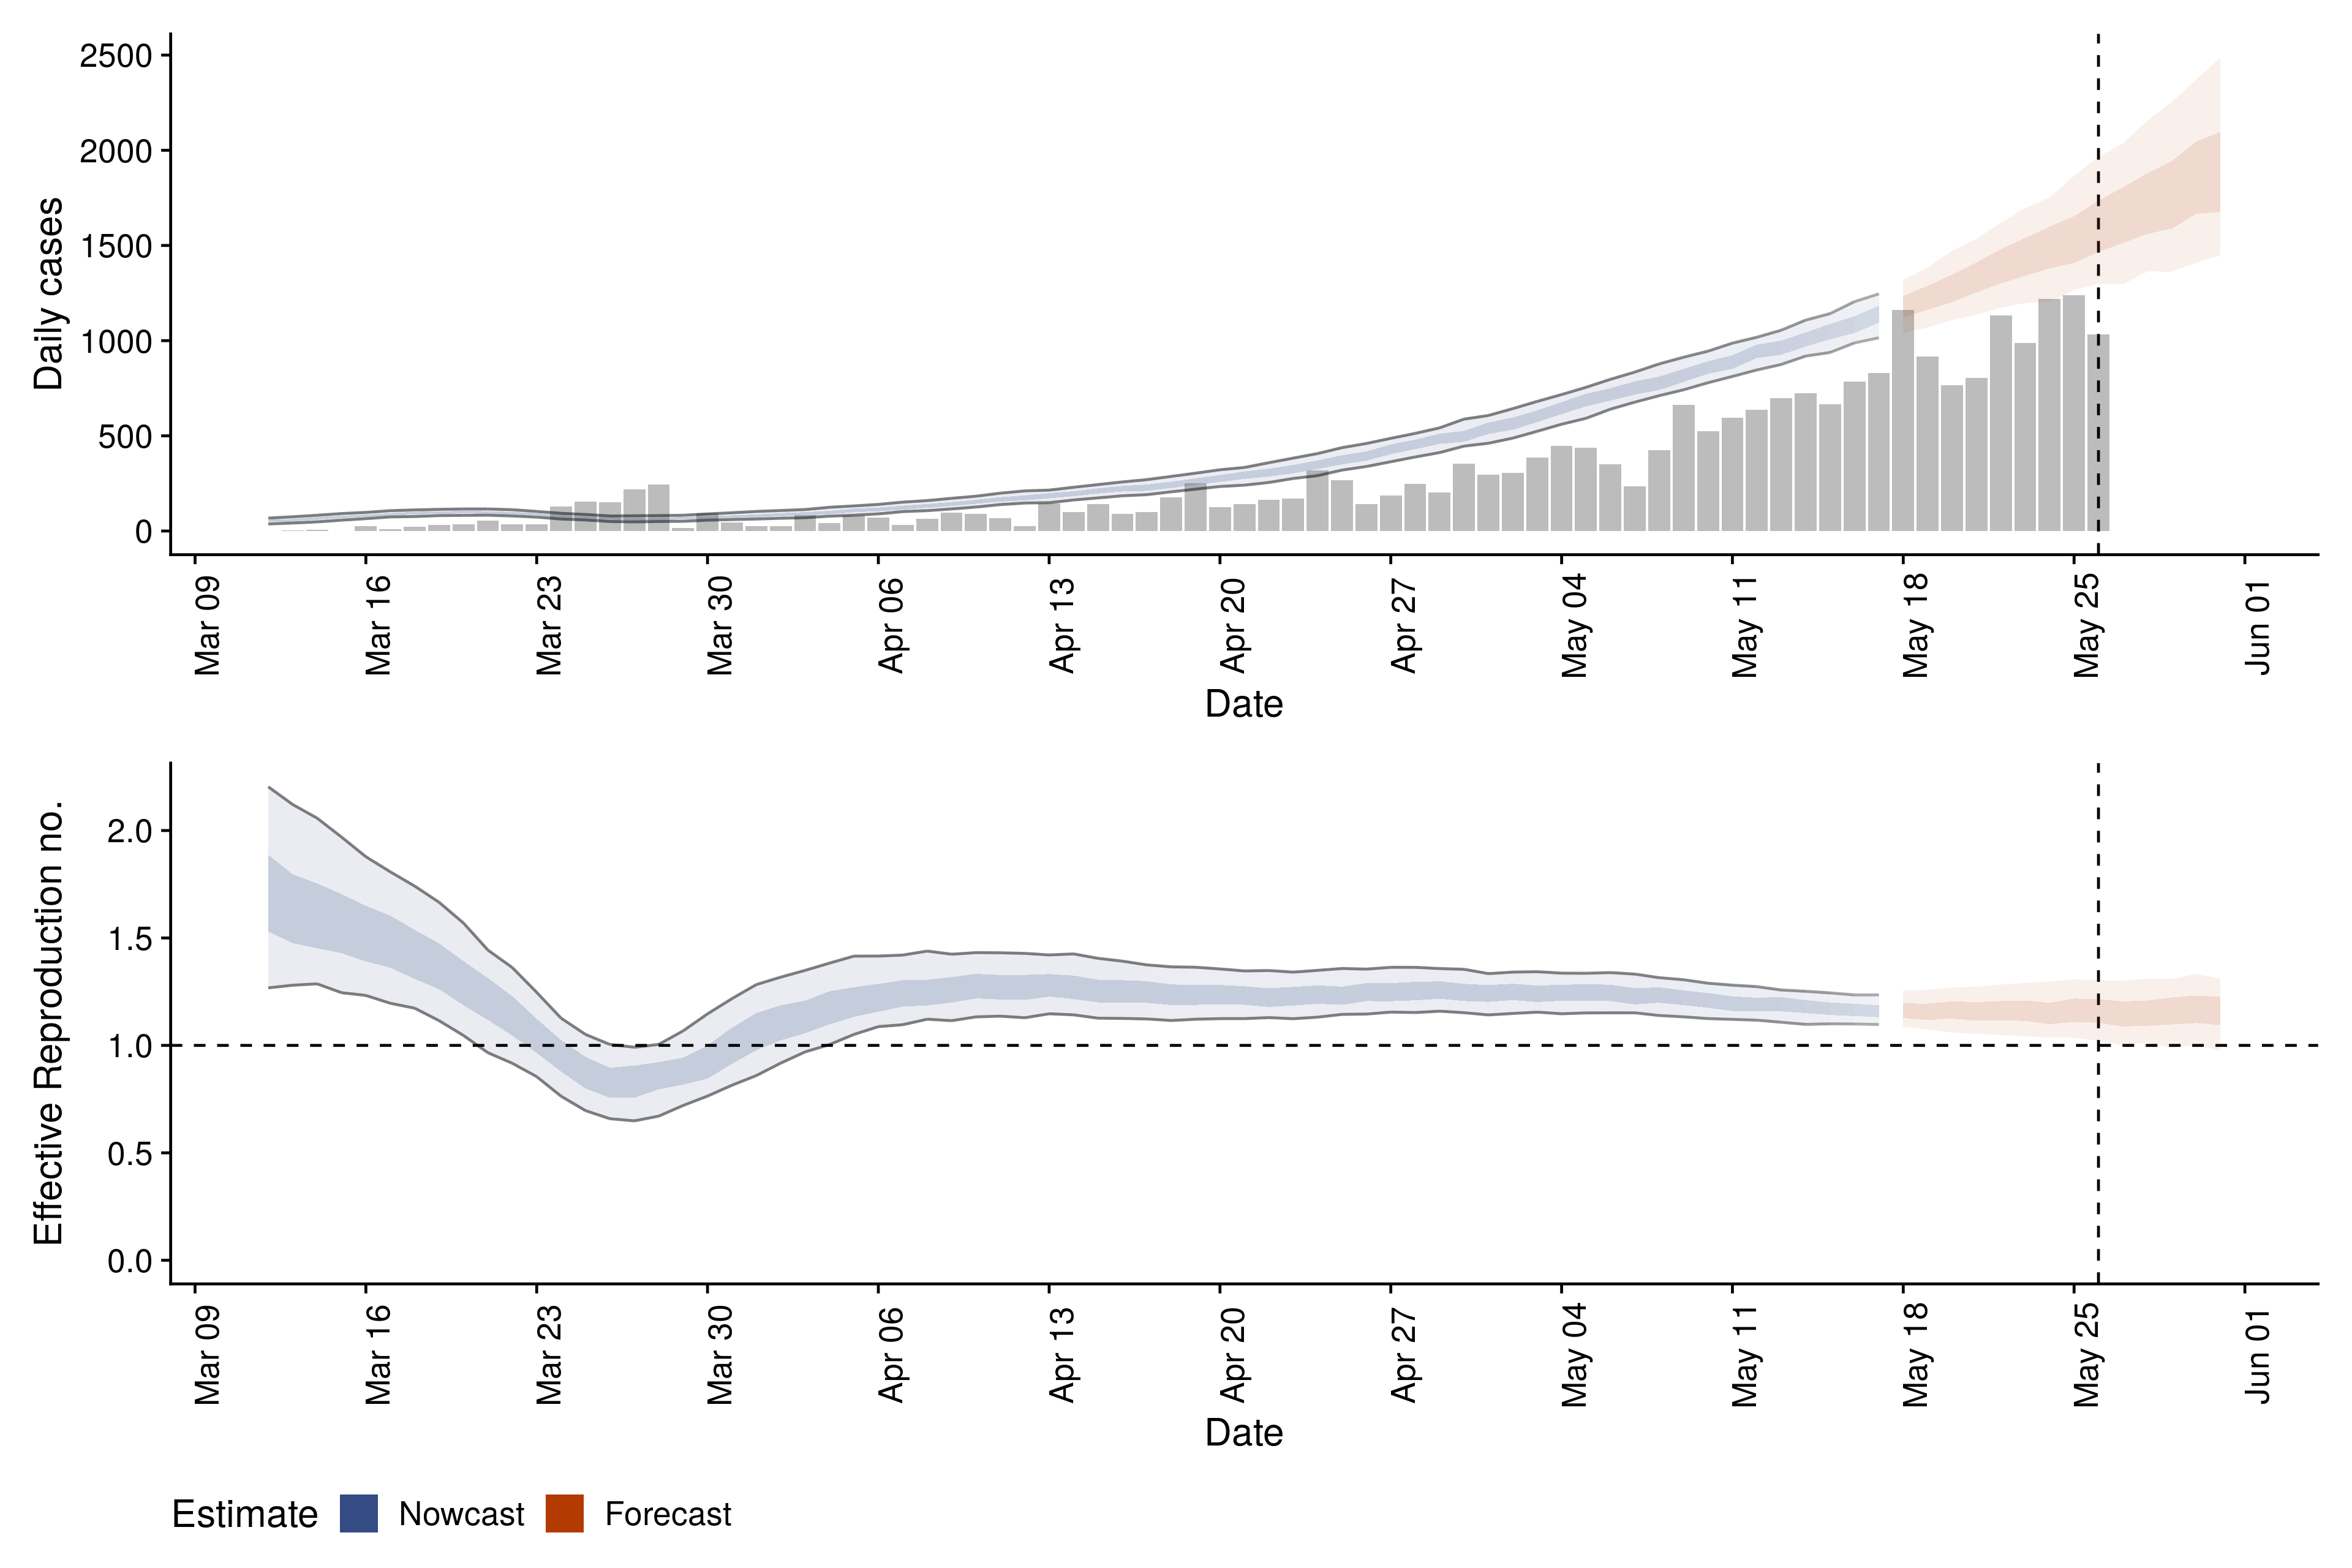 Daily cases
2500
2000
1500
1000
500
0
Mar 09
Mar 16
Mar 23
Mar 30
Apr 06
Apr 13
Apr 20
Apr 27
May 04
May 11
May 18
May 25
Jun 01
Date
Effective Reproduction no.
2.0
1.5
1.0
0.5
0.0
Mar 09
Mar 16
Mar 23
Mar 30
Apr 06
Apr 13
Apr 20
Apr 27
May 04
May 11
May 18
May 25
Jun 01
Date
Estimate Nowcast Forecast